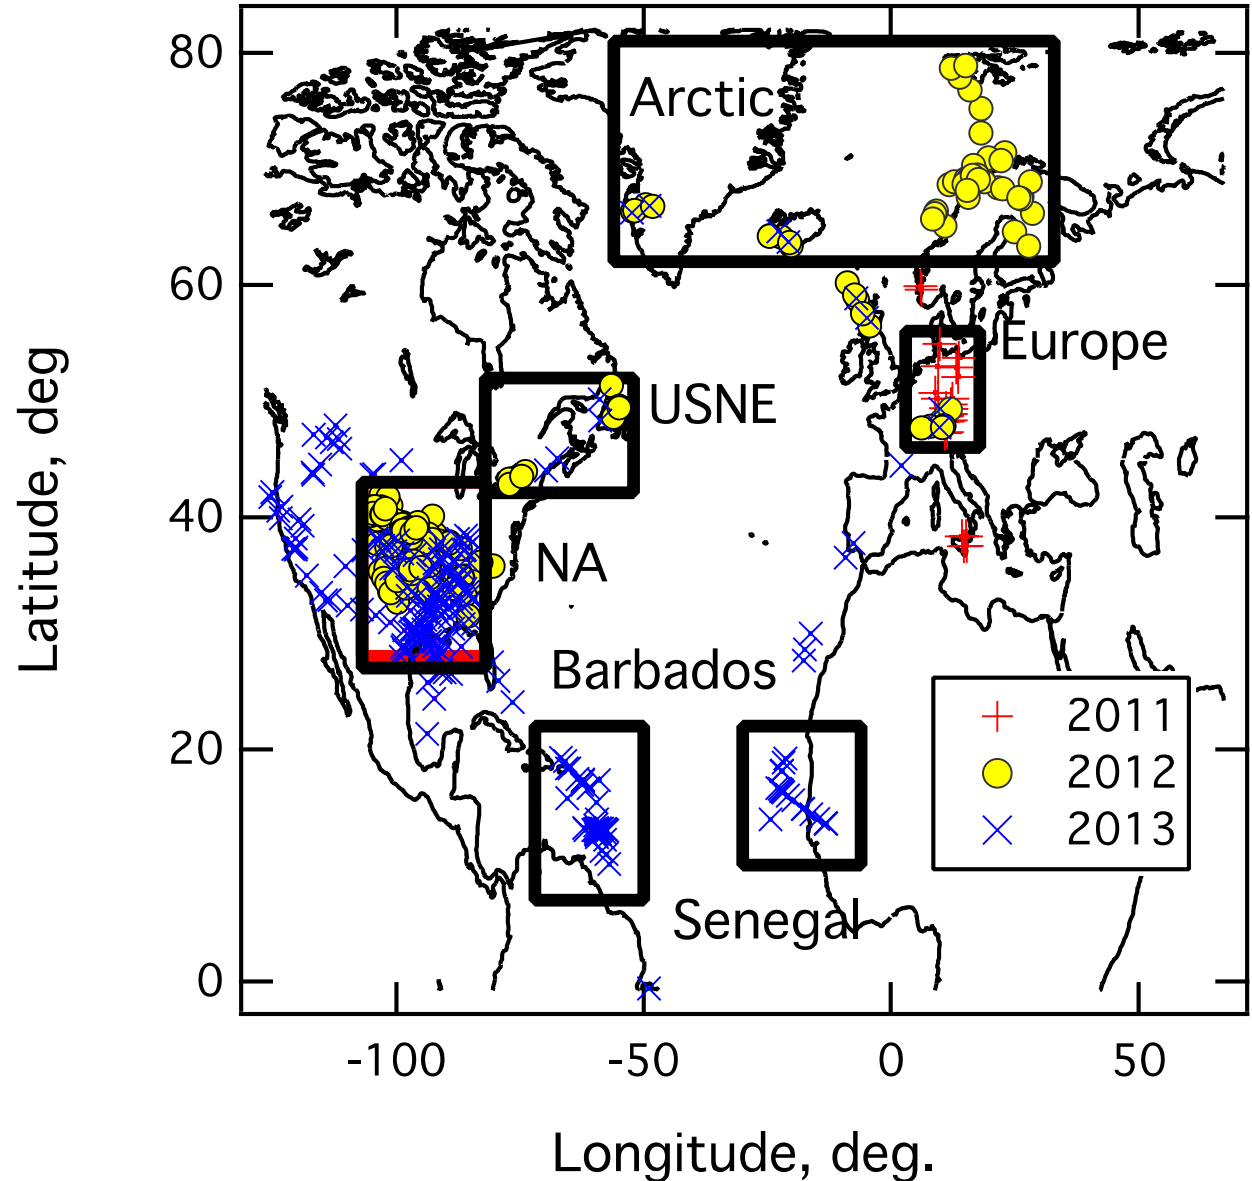 80
Arctic
60
Europe
USNE
40
NA
Latitude, deg
Barbados
2011
20
2012
2013
Senegal
0
-100
-50
0
50
Longitude, deg.